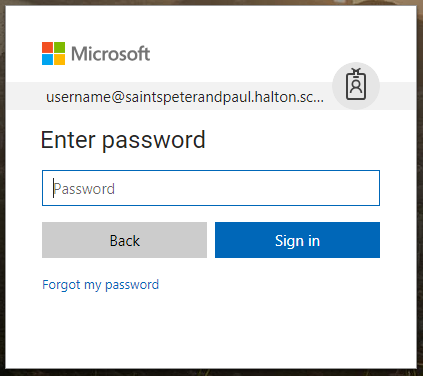 Microsoft
username@saintspeterandpaul.halton.sc...
Enter password
Password
Back
Sign in
Forgot my password